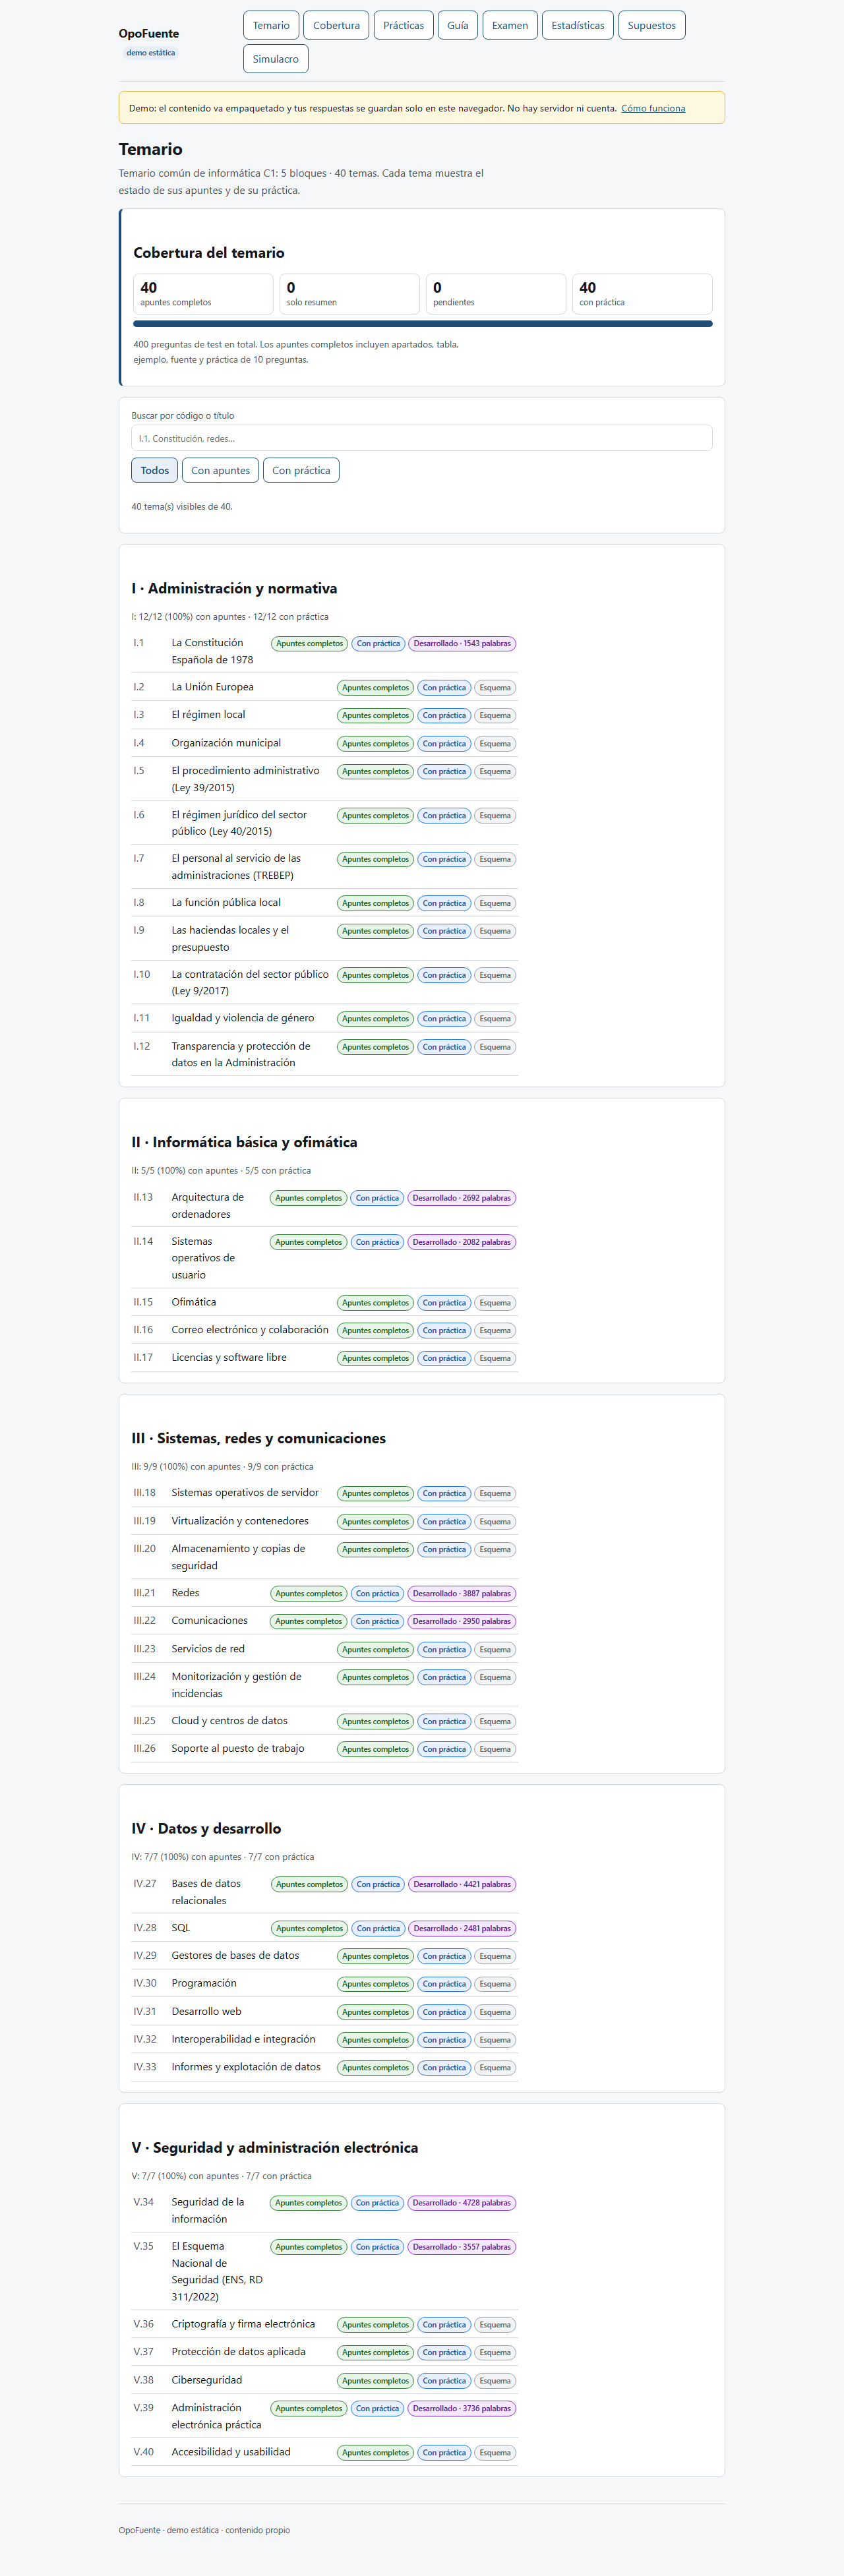 OpoFuente
demo estática
Temario
Cobertura
Prácticas
Guía
Examen
Estadísticas
Supuestos
Simulacro
Demo: el contenido va empaquetado y tus respuestas se guardan solo en este navegador. No hay servidor ni cuenta. Cómo funciona
Temario
Temario común de informática C1: 5 bloques · 40 temas. Cada tema muestra el
estado de sus apuntes y de su práctica.
Cobertura del temario
40
apuntes completos
0
solo resumen
0
pendientes
40
con práctica
400 preguntas de test en total. Los apuntes completos incluyen apartados, tabla,
ejemplo, fuente y práctica de 10 preguntas.
Buscar por código o título
I.1, Constitución, redes...
Todos
Con apuntes
Con práctica
40 tema(s) visibles de 40.
I · Administración y normativa
I: 12/12 (100%) con apuntes · 12/12 con práctica
I.1 La Constitución Apuntes completos Con práctica Desarrollado · 1543 palabras
Española de 1978
I.2 La Unión Europea Apuntes completos Con práctica Esquema
I.3 El régimen local Apuntes completos Con práctica Esquema
I.4 Organización municipal Apuntes completos Con práctica Esquema
I.5 El procedimiento administrativo Apuntes completos Con práctica Esquema
(Ley 39/2015)
I.6 El régimen jurídico del sector Apuntes completos Con práctica Esquema
público (Ley 40/2015)
I.7 El personal al servicio de las Apuntes completos Con práctica Esquema
administraciones (TREBEP)
I.8 La función pública local Apuntes completos Con práctica Esquema
I.9 Las haciendas locales y el Apuntes completos Con práctica Esquema
presupuesto
I.10 La contratación del sector público Apuntes completos Con práctica Esquema
(Ley 9/2017)
I.11 Igualdad y violencia de género Apuntes completos Con práctica Esquema
I.12 Transparencia y protección de Apuntes completos Con práctica Esquema
datos en la Administración
II · Informática básica y ofimática
II: 5/5 (100%) con apuntes · 5/5 con práctica
II.13 Arquitectura de Apuntes completos Con práctica Desarrollado · 2692 palabras
ordenadores
II.14 Sistemas Apuntes completos Con práctica Desarrollado · 2082 palabras
operativos de
usuario
II.15 Ofimática Apuntes completos Con práctica Esquema
II.16 Correo electrónico y colaboración Apuntes completos Con práctica Esquema
II.17 Licencias y software libre Apuntes completos Con práctica Esquema
III · Sistemas, redes y comunicaciones
III: 9/9 (100%) con apuntes · 9/9 con práctica
III.18 Sistemas operativos de servidor Apuntes completos Con práctica Esquema
III.19 Virtualización y contenedores Apuntes completos Con práctica Esquema
III.20 Almacenamiento y copias de Apuntes completos Con práctica Esquema
seguridad
III.21 Redes Apuntes completos Con práctica Desarrollado · 3887 palabras
III.22 Comunicaciones Apuntes completos Con práctica Desarrollado · 2950 palabras
III.23 Servicios de red Apuntes completos Con práctica Esquema
III.24 Monitorización y gestión de Apuntes completos Con práctica Esquema
incidencias
III.25 Cloud y centros de datos Apuntes completos Con práctica Esquema
III.26 Soporte al puesto de trabajo Apuntes completos Con práctica Esquema
IV · Datos y desarrollo
IV: 7/7 (100%) con apuntes · 7/7 con práctica
IV.27 Bases de datos Apuntes completos Con práctica Desarrollado · 4421 palabras
relacionales
IV.28 SQL Apuntes completos Con práctica Desarrollado · 2481 palabras
IV.29 Gestores de bases de datos Apuntes completos Con práctica Esquema
IV.30 Programación Apuntes completos Con práctica Esquema
IV.31 Desarrollo web Apuntes completos Con práctica Esquema
IV.32 Interoperabilidad e integración Apuntes completos Con práctica Esquema
IV.33 Informes y explotación de datos Apuntes completos Con práctica Esquema
V · Seguridad y administración electrónica
V: 7/7 (100%) con apuntes · 7/7 con práctica
V.34 Seguridad de la Apuntes completos Con práctica Desarrollado · 4728 palabras
información
V.35 El Esquema Apuntes completos Con práctica Desarrollado · 3557 palabras
Nacional de
Seguridad (ENS, RD
311/2022)
V.36 Criptografía y firma electrónica Apuntes completos Con práctica Esquema
V.37 Protección de datos aplicada Apuntes completos Con práctica Esquema
V.38 Ciberseguridad Apuntes completos Con práctica Esquema
V.39 Administración Apuntes completos Con práctica Desarrollado · 3736 palabras
electrónica práctica
V.40 Accesibilidad y usabilidad Apuntes completos Con práctica Esquema
OpoFuente · demo estática · contenido propio